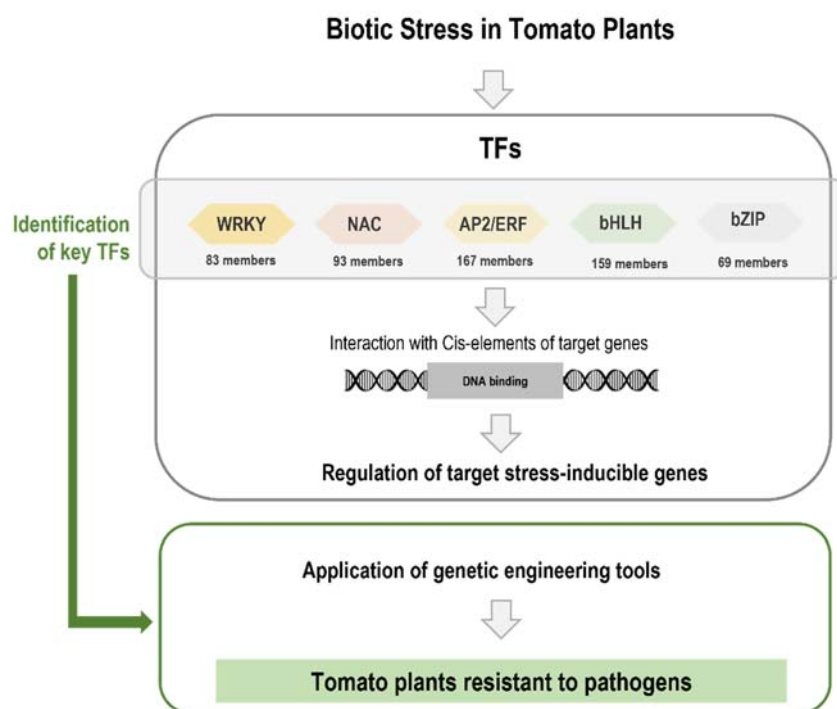 Biotic Stress in Tomato Plants
TFs
Identification
of key TFs
WRKY
NAC
AP2/ERF
bHLH
bZIP
83 members
93 members
167 members
159 members
69 members
Interaction with Cis-elements of target genes
DNA binding
Regulation of target stress-inducible genes
Application of genetic engineering tools
Tomato plants resistant to pathogens